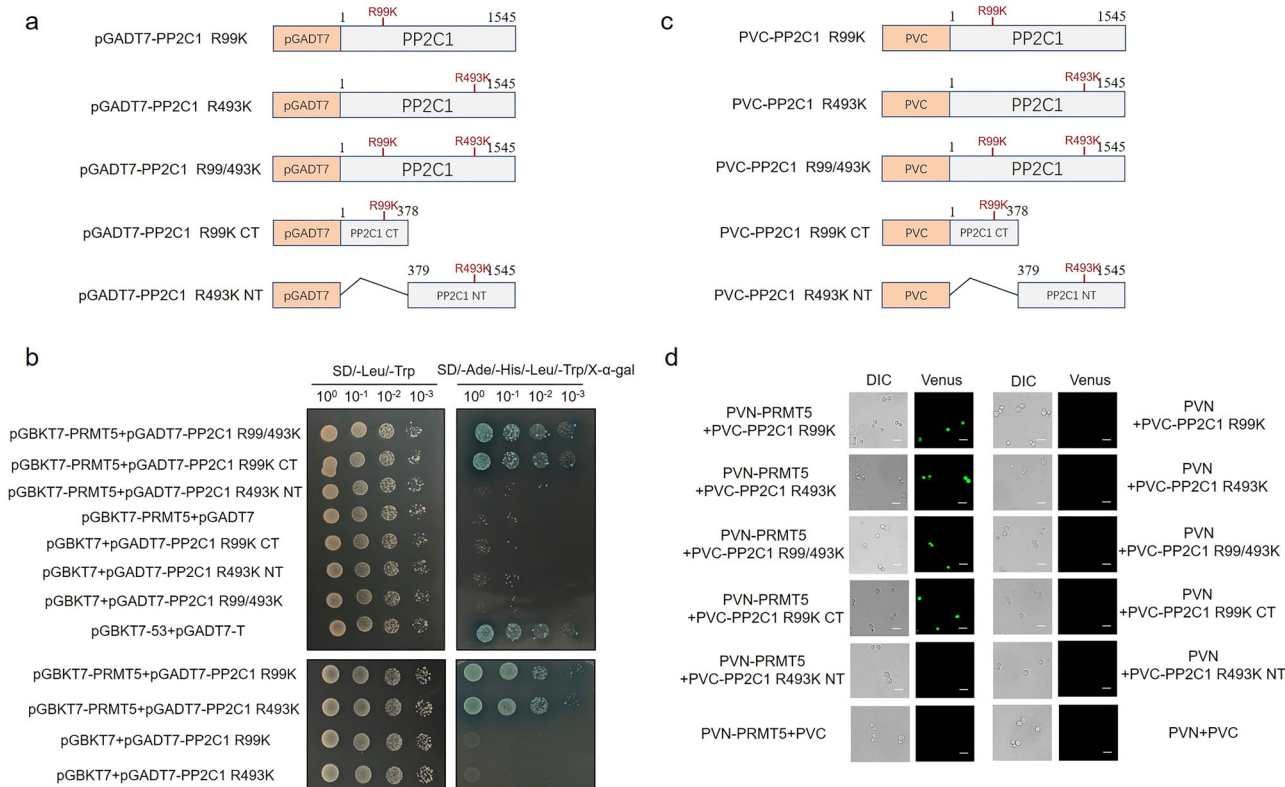 a
1 R99K 1545
pGADT7-PP2C1 R99K pGADT7 PP2C1
1 R493K 1545
pGADT7-PP2C1 R493K pGADT7 PP2C1
1 R99K R493K 1545
pGADT7-PP2C1 R99/493K pGADT7 PP2C1
1 R99K 378
pGADT7-PP2C1 R99K CT pGADT7 PP2C1 CT
379 R493K 1545
pGADT7-PP2C1 R493K NT pGADT7 PP2C1 NT
c
1 R99K 1545
PVC-PP2C1 R99K PVC PP2C1
1 R493K 1545
PVC-PP2C1 R493K PVC PP2C1
1 R99K R493K 1545
PVC-PP2C1 R99/493K PVC PP2C1
1 R99K 378
PVC-PP2C1 R99K CT PVC PP2C1 CT
379 R493K 1545
PVC-PP2C1 R493K NT PVC PP2C1 NT
b
SD/-Leu/-Trp SD/-Ade/-His/-Leu/-Trp/X-α-gal
10⁰ 10⁻¹ 10⁻² 10⁻³ 10⁰ 10⁻¹ 10⁻² 10⁻³
pGBKT7-PRMT5+pGADT7-PP2C1 R99/493K
pGBKT7-PRMT5+pGADT7-PP2C1 R99K CT
pGBKT7-PRMT5+pGADT7-PP2C1 R493K NT
pGBKT7-PRMT5+pGADT7
pGBKT7+pGADT7-PP2C1 R99K CT
pGBKT7+pGADT7-PP2C1 R493K NT
pGBKT7+pGADT7-PP2C1 R99/493K
pGBKT7-53+pGADT7-T
pGBKT7-PRMT5+pGADT7-PP2C1 R99K
pGBKT7-PRMT5+pGADT7-PP2C1 R493K
pGBKT7+pGADT7-PP2C1 R99K
pGBKT7+pGADT7-PP2C1 R493K
d
DIC Venus DIC Venus
PVN-PRMT5
+PVC-PP2C1 R99K
PVN
+PVC-PP2C1 R99K
PVN-PRMT5
+PVC-PP2C1 R493K
PVN
+PVC-PP2C1 R493K
PVN-PRMT5
+PVC-PP2C1 R99/493K
PVN
+PVC-PP2C1 R99/493K
PVN-PRMT5
+PVC-PP2C1 R99K CT
PVN
+PVC-PP2C1 R99K CT
PVN-PRMT5
+PVC-PP2C1 R493K NT
PVN
+PVC-PP2C1 R493K NT
PVN-PRMT5+PVC
PVN+PVC